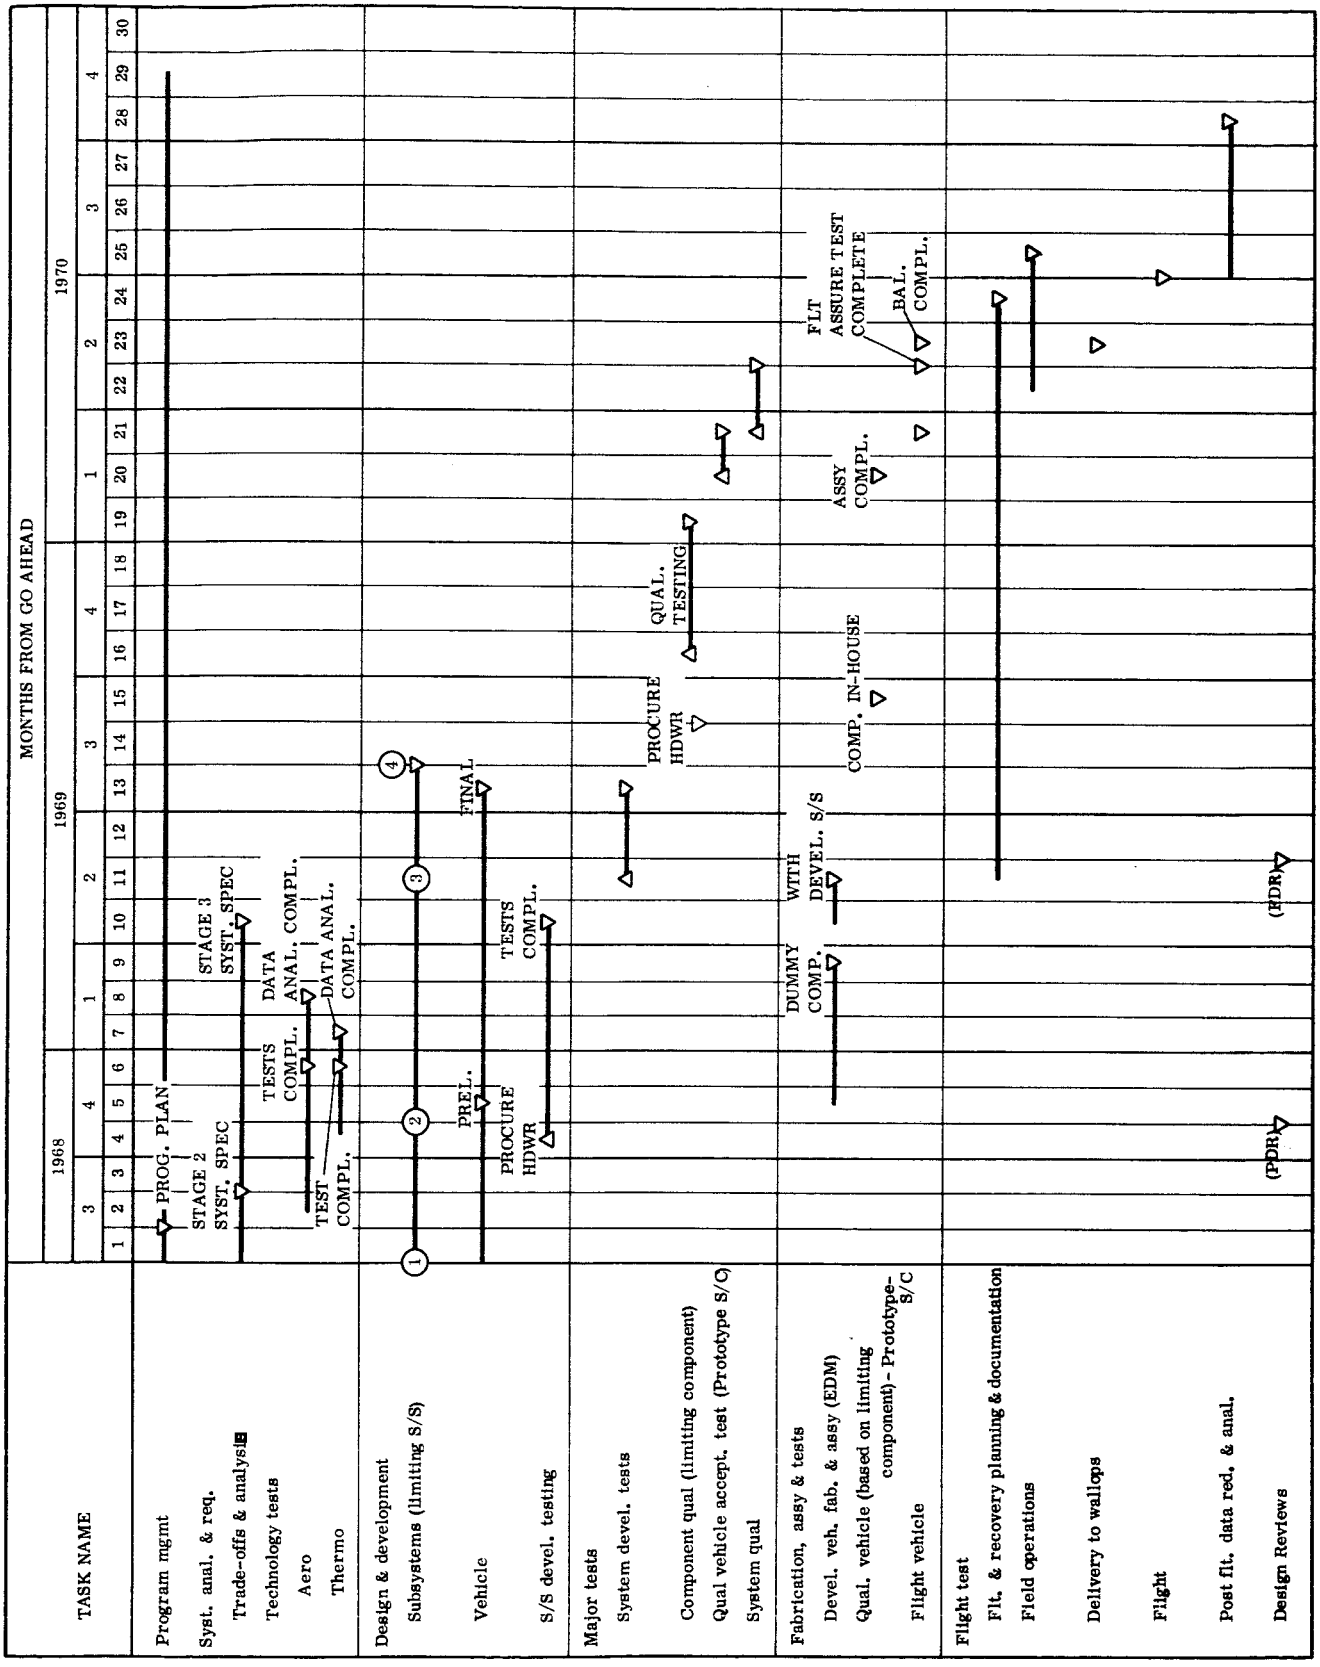 MONTHS FROM GO AHEAD
TASK NAME
1968
1969
1970
3
4
1
2
3
4
1
2
3
4
1
2
3
4
5
6
7
8
9
10
11
12
13
14
15
16
17
18
19
20
21
22
23
24
25
26
27
28
29
30
Program mgmt
PROG. PLAN
Syst. anal. & req.
Trade-offs & analysis
STAGE 2
SYST. SPEC
STAGE 3
SYST. SPEC
Technology tests
Aero
TESTS
COMPL.
DATA
ANAL. COMPL.
Thermo
TEST
COMPL.
DATA ANAL.
COMPL.
Design & development
Subsystems (limiting S/S)
1
2
3
4
Vehicle
PREL.
FINAL
S/S devel. testing
PROCURE
HDWR
TESTS
COMPL.
Major tests
System devel. tests
Component qual (limiting component)
PROCURE
HDWR
QUAL.
TESTING
Qual vehicle accept. test (Prototype S/C)
System qual
Fabrication, assy & tests
Devel. veh. fab. & assy (EDM)
DUMMY
COMP.
WITH
DEVEL. S/S
Qual. vehicle (based on limiting
component) - Prototype-
S/C
COMP. IN-HOUSE
ASSY
COMPL.
Flight vehicle
FLT
ASSURE TEST
COMPLETE
BAL.
COMPL.
Flight test
Flt. & recovery planning & documentation
Field operations
Delivery to wallops
Flight
Post flt. data red. & anal.
Design Reviews
(PDR)
(FDR)